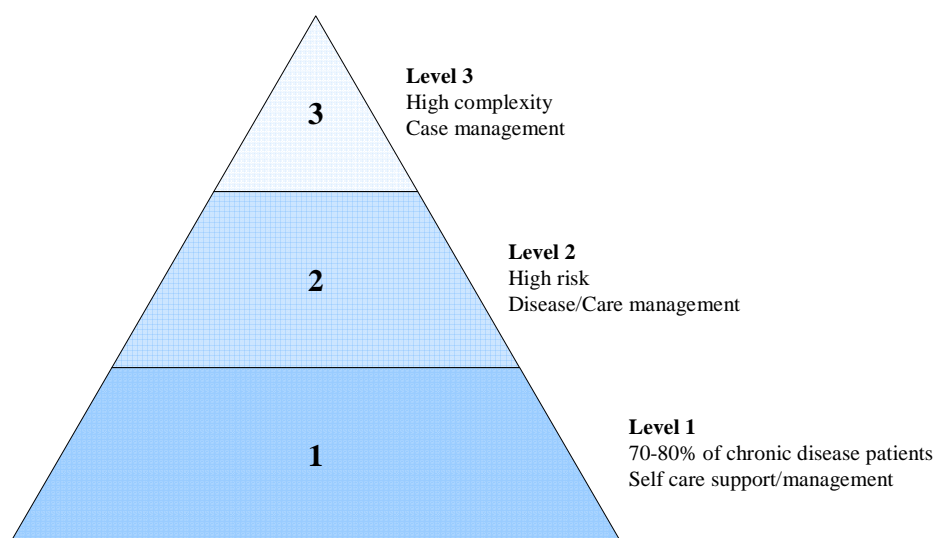 3
Level 3
High complexity
Case management
2
Level 2
High risk
Disease/Care management
1
Level 1
70-80% of chronic disease patients
Self care support/management